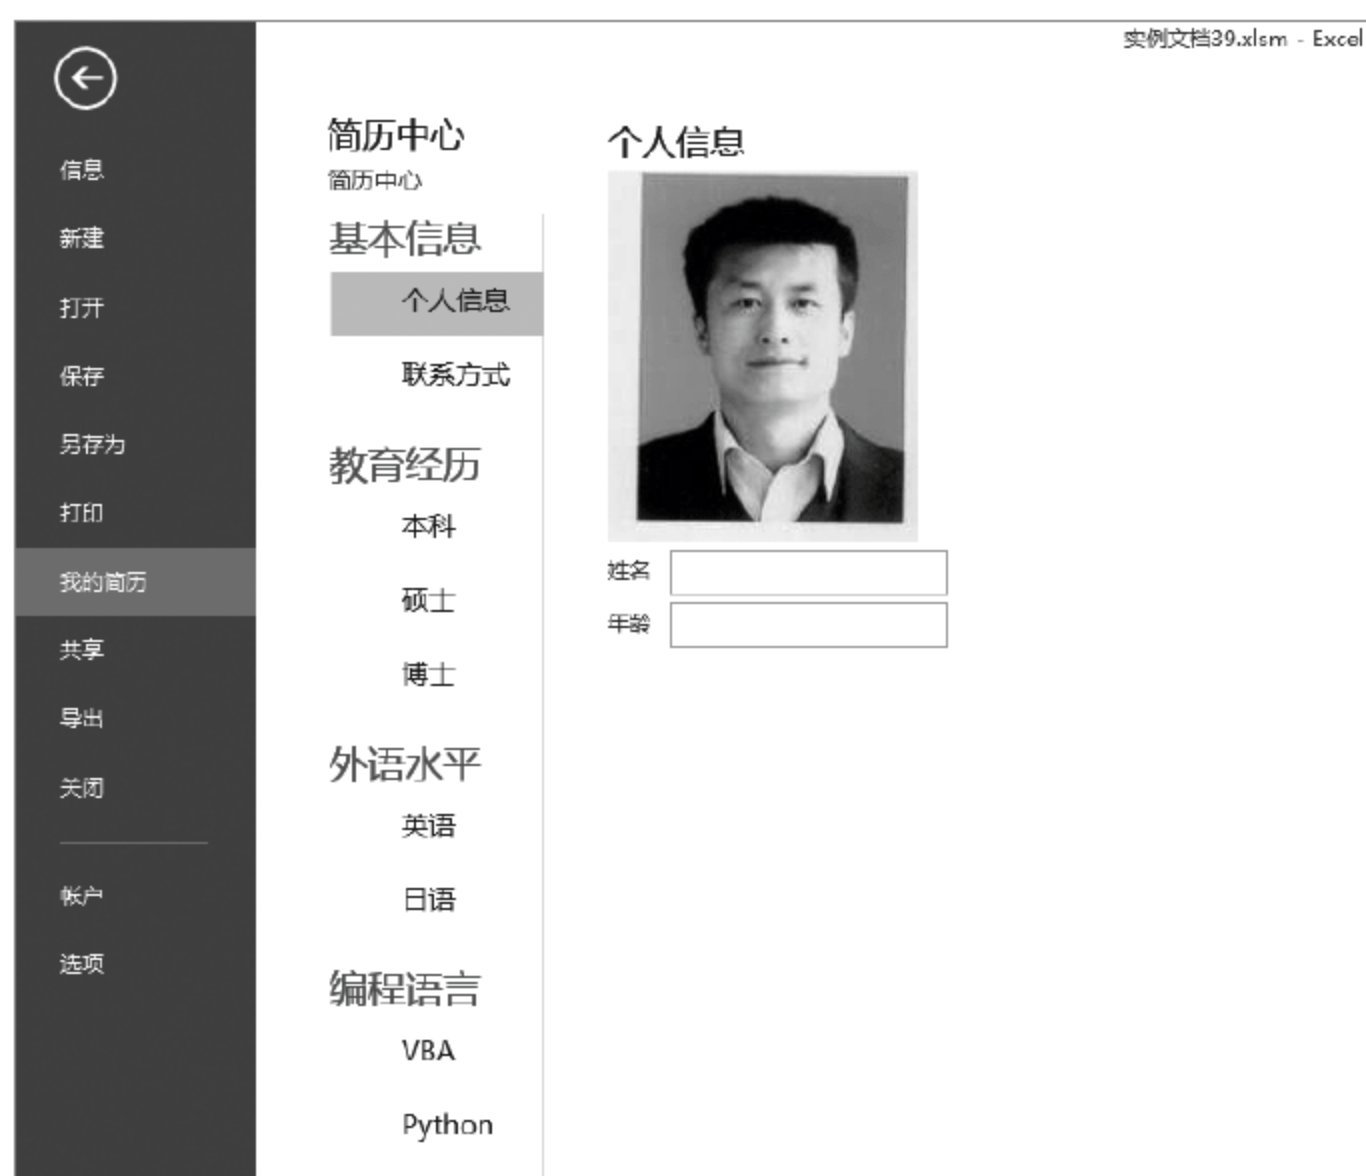 实例文档39.xlsm - Excel
信息
新建
打开
保存
另存为
打印
我的简历
共享
导出
关闭
帐户
选项
简历中心
简历中心
基本信息
个人信息
联系方式
教育经历
本科
硕士
博士
外语水平
英语
日语
编程语言
VBA
Python
个人信息
姓名
年龄